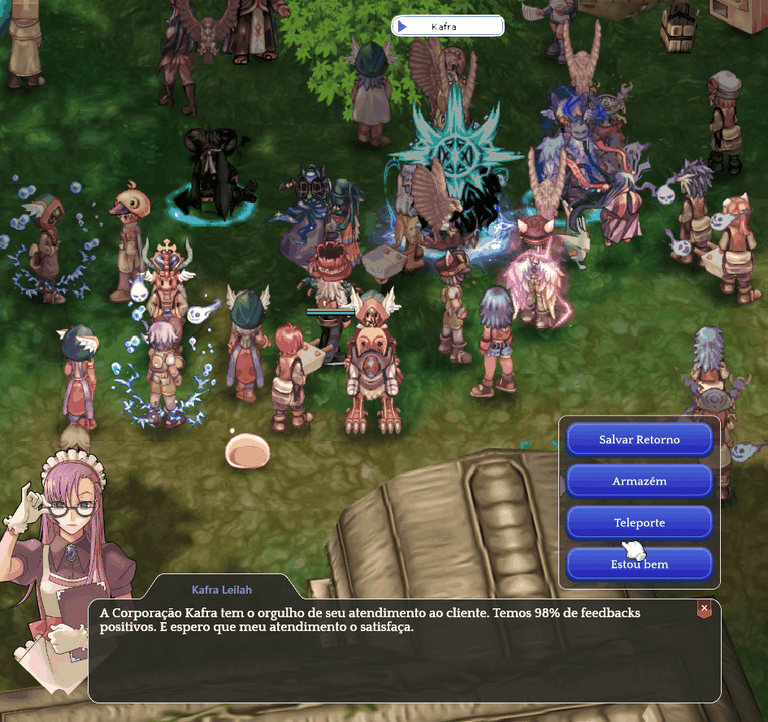 Kafra
Salvar Retorno
Armazém
Teleporte
Estou bem
Kafra Leilah
A Corporação Kafra tem o orgulho de seu atendimento ao cliente. Temos 98% de feedbacks
positivos. E espero que meu atendimento o satisfaça.